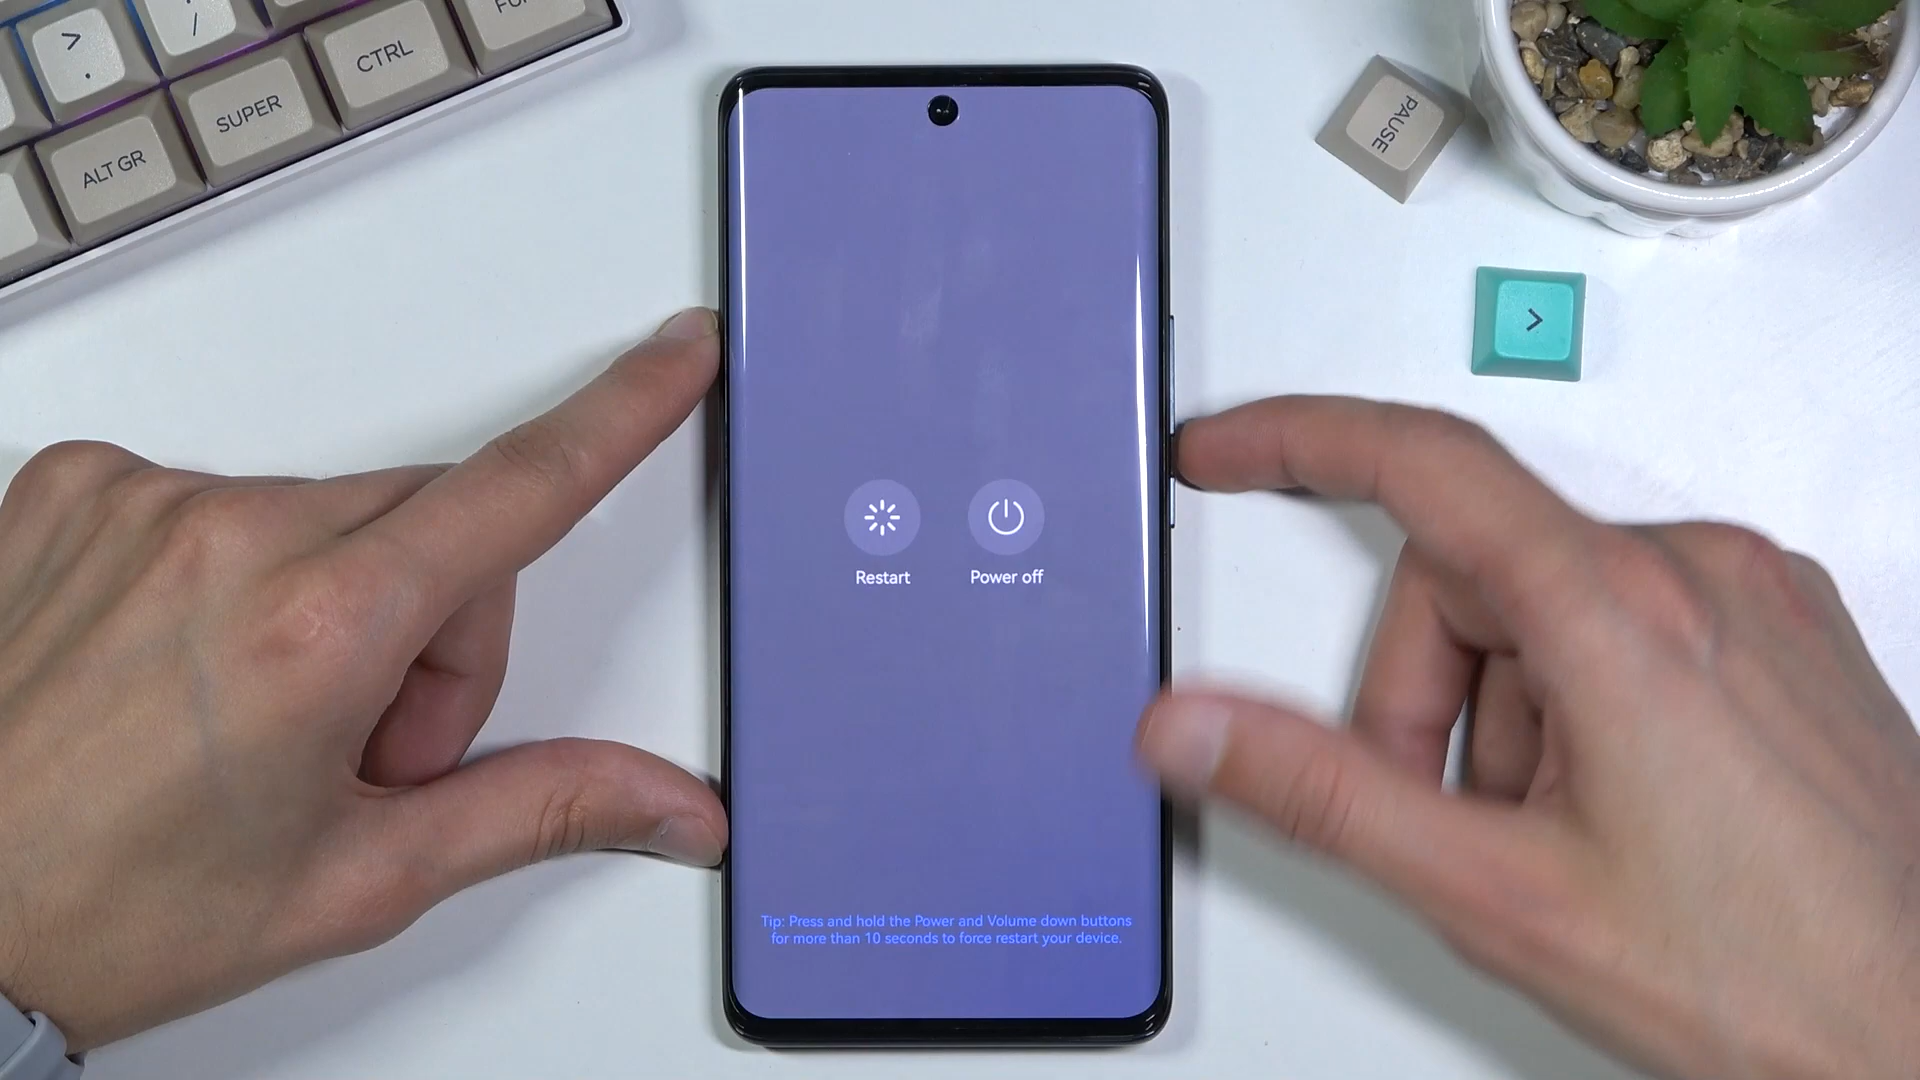 >
.
/
CTRL
SUPER
ALT GR
PAUSE
>
Restart
Power off
Tip: Press and hold the Power and Volume down buttons
for more than 10 seconds to force restart your device.